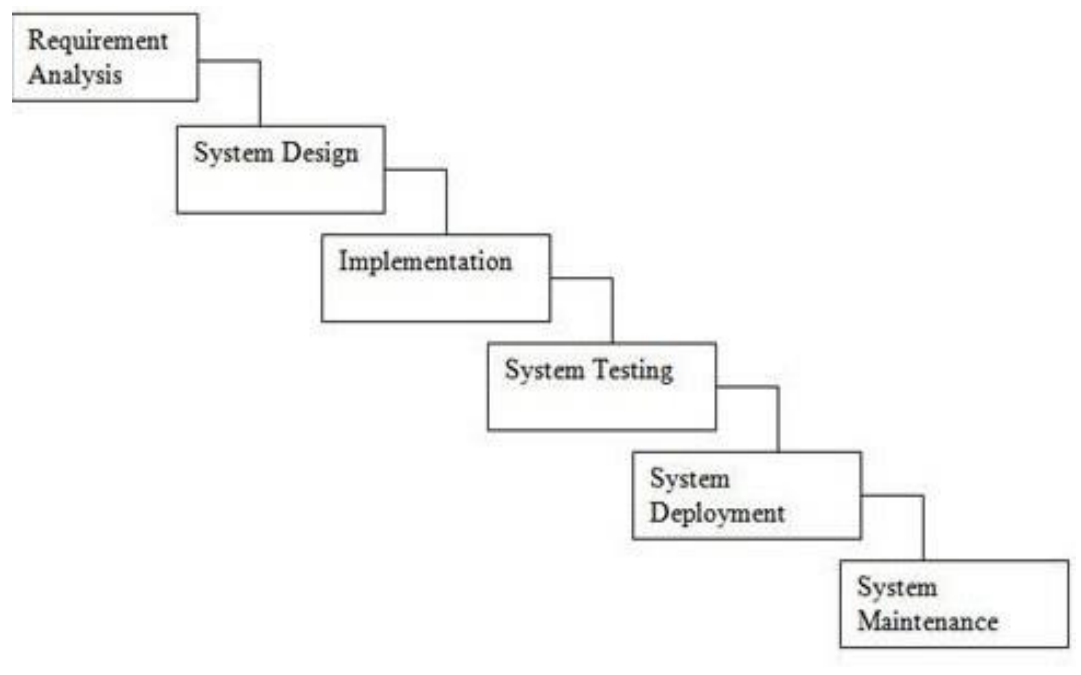 Requirement
Analysis
System Design
Implementation
System Testing
System
Deployment
System
Maintenance